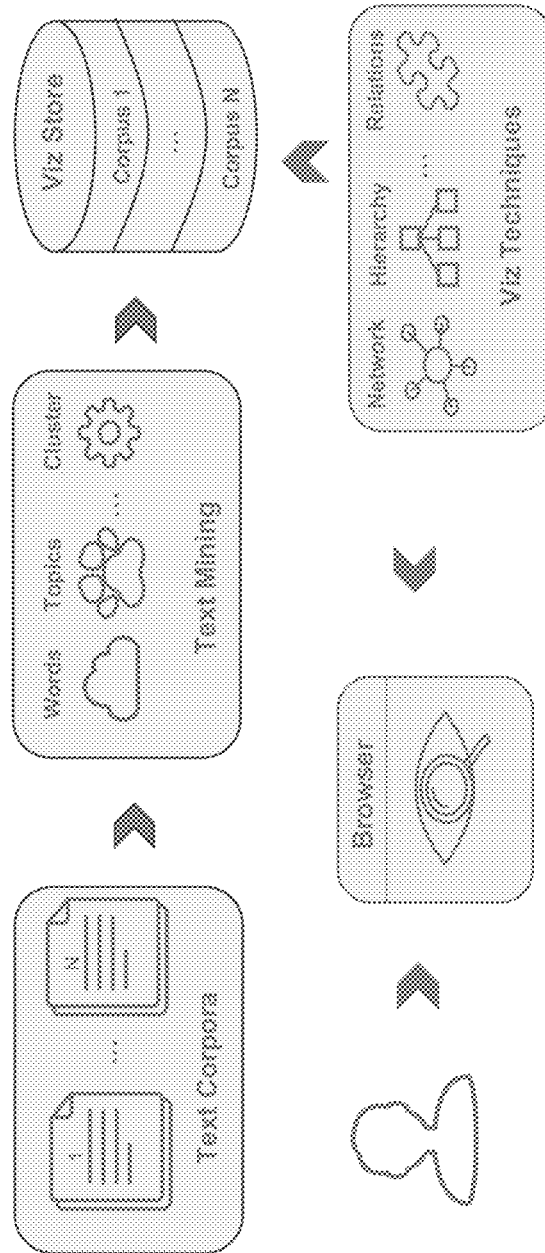 1 ... N
Text Corpora
Words Topics ... Cluster
Text Mining
Viz Store
Corpus 1
...
Corpus N
Browser
Network Hierarchy ... Relations
Viz Techniques